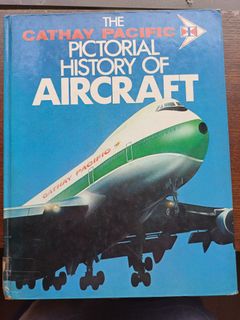 THE
CATHAY PACIFIC
PICTORIAL
HISTORY OF
AIRCRAFT
CATHAY PACIFIC